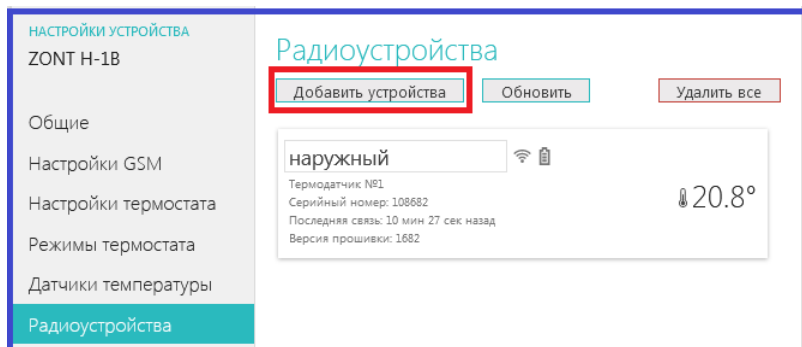 НАСТРОЙКИ УСТРОЙСТВА
ZONT H-1B
Общие
Настройки GSM
Настройки термостата
Режимы термостата
Датчики температуры
Радиоустройства
Радиоустройства
Добавить устройства
Обновить
Удалить все
наружный
Термодатчик №1
Серийный номер: 108682
Последняя связь: 10 мин 27 сек назад
Версия прошивки: 1682
20.8°